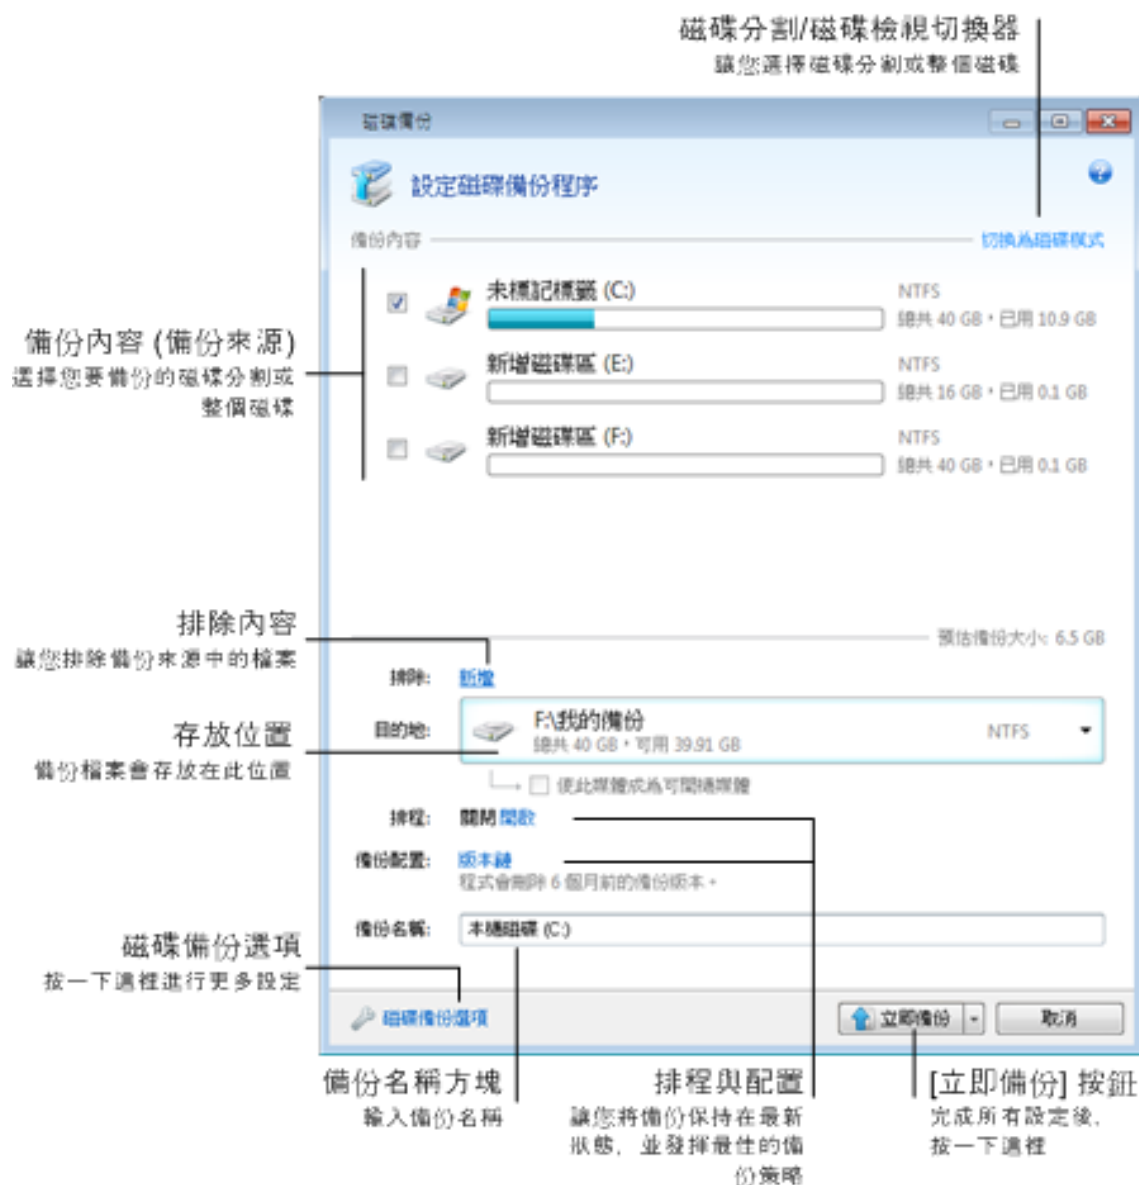 磁碟分割/磁碟檢視切換器
讓您選擇磁碟分割或整個磁碟
磁碟備份
設定磁碟備份程序
備份內容
切換為磁碟模式
未標記標籤 (C:)
NTFS
總共 40 GB，已用 10.9 GB
備份內容 (備份來源)
選擇您要備份的磁碟分割或
整個磁碟
新增磁碟區 (E:)
NTFS
總共 16 GB，已用 0.1 GB
新增磁碟區 (F:)
NTFS
總共 40 GB，已用 0.1 GB
排除內容
讓您排除備份來源中的檔案
預估備份大小: 6.5 GB
排除: 新增
存放位置
備份檔案會存放在此位置
目的地: F:\我的備份
總共 40 GB，可用 39.91 GB
NTFS
使此媒體成為可開機媒體
排程: 關閉 開啟
備份配置: 版本鏈
程式會刪除 6 個月前的備份版本。
備份名稱: 本機磁碟 (C:)
磁碟備份選項
按一下這裡進行更多設定
磁碟備份選項
立即備份
取消
備份名稱方塊
輸入備份名稱
排程與配置
讓您將備份保持在最新
狀態，並發揮最佳的備
份策略
[立即備份] 按鈕
完成所有設定後，
按一下這裡